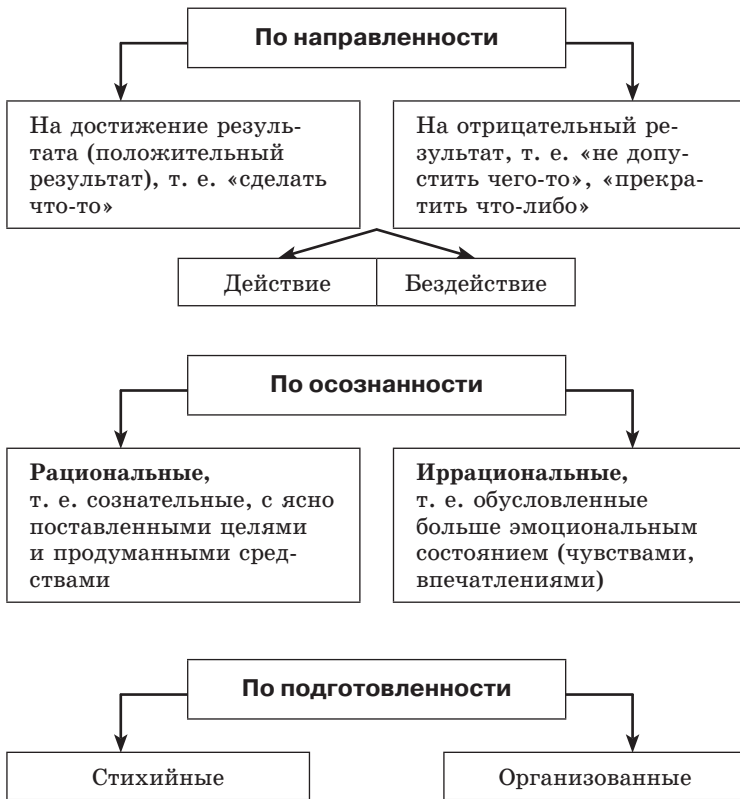 По направленности
На достижение резуль-
тата (положительный
результат), т. е. «сделать
что-то»
На отрицательный ре-
зультат, т. е. «не допу-
стить чего-то», «прекра-
тить что-либо»
Действие
Бездействие
По осознанности
Рациональные,
т. е. сознательные, с ясно
поставленными целями
и продуманными сред-
ствами
Иррациональные,
т. е. обусловленные
больше эмоциональным
состоянием (чувствами,
впечатлениями)
По подготовленности
Стихийные
Организованные